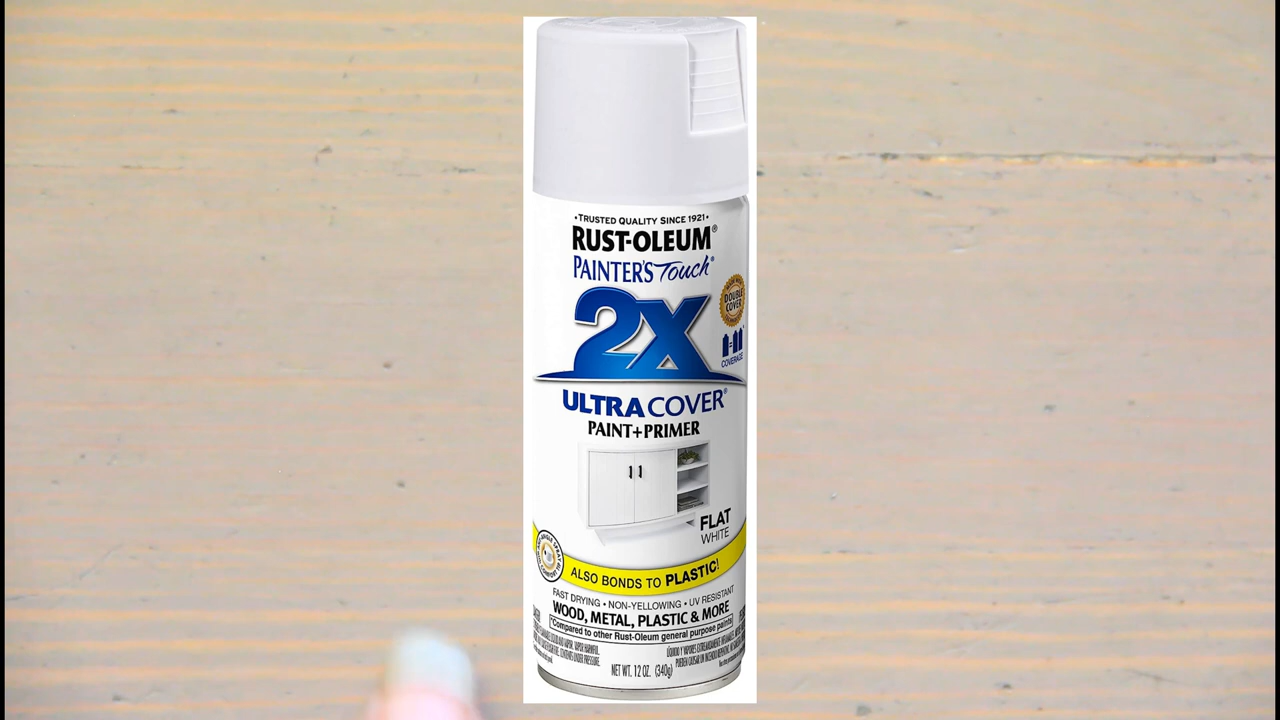 •TRUSTED QUALITY SINCE 1921•
RUST-OLEUM®
PAINTER'S Touch®
2X
DOUBLE
COVER
COVERAGE
ULTRA COVER®
PAINT+PRIMER
FLAT
WHITE
ALSO BONDS TO PLASTIC!
FAST DRYING • NON-YELLOWING • UV RESISTANT
WOOD, METAL, PLASTIC & MORE
*Compared to other Rust-Oleum general purpose paints
NET WT. 12 OZ. (340g)